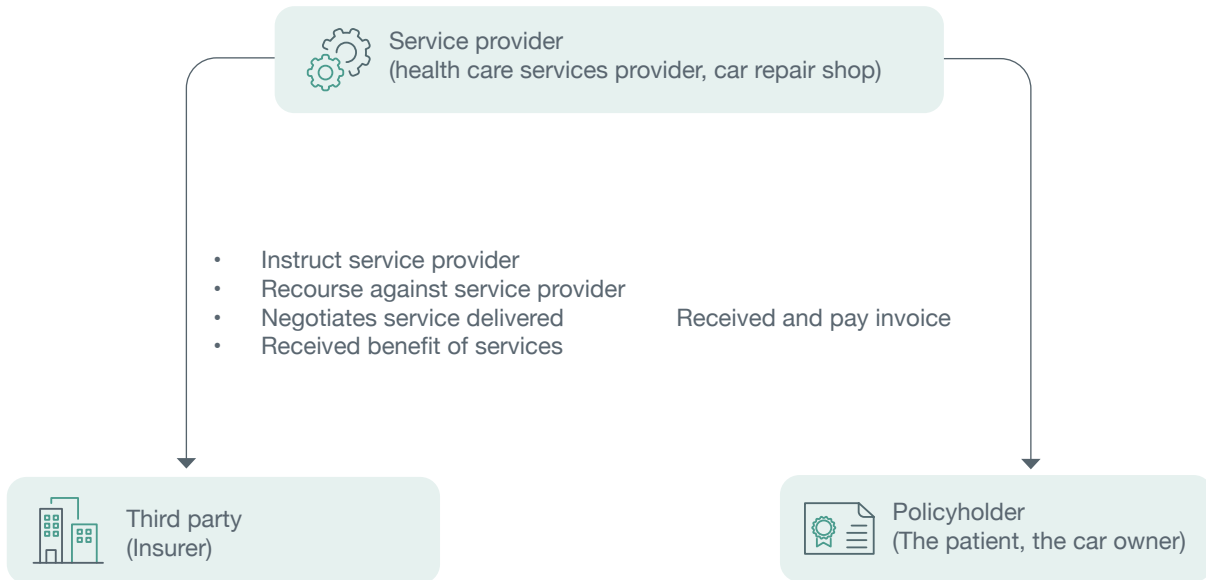 Service provider
(health care services provider, car repair shop)
• Instruct service provider
• Recourse against service provider
• Negotiates service delivered
• Received benefit of services
Received and pay invoice
Third party
(Insurer)
Policyholder
(The patient, the car owner)